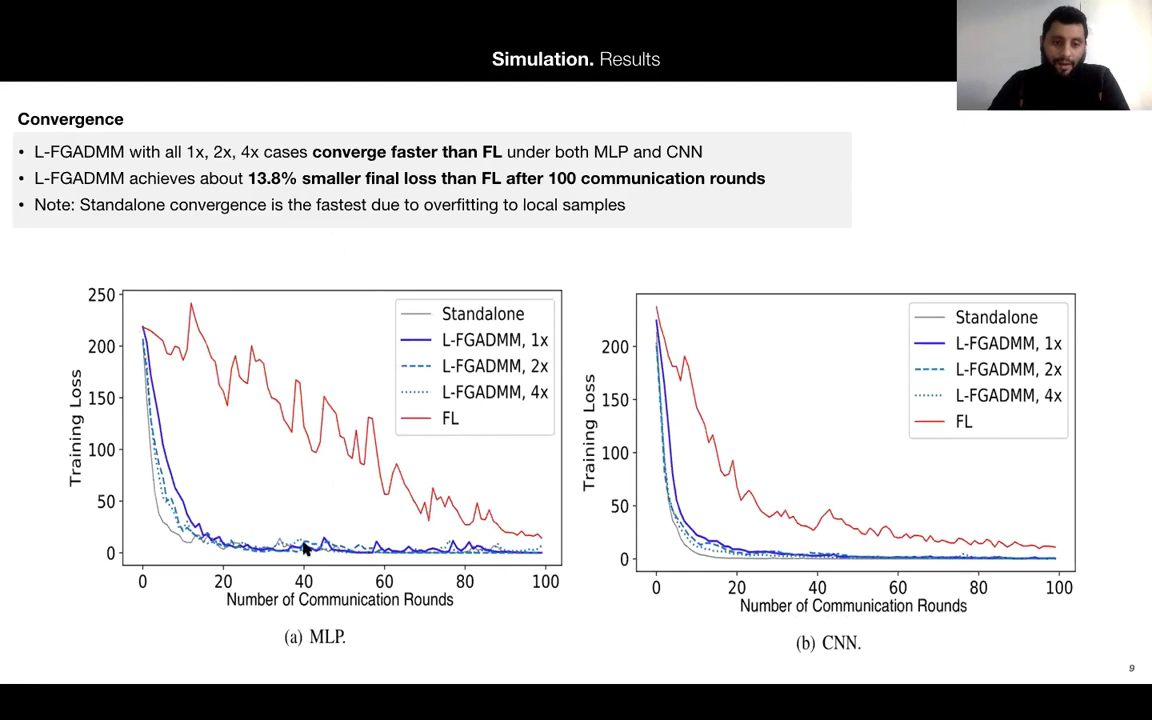 Simulation. Results
Convergence
• L-FGADMM with all 1x, 2x, 4x cases converge faster than FL under both MLP and CNN
• L-FGADMM achieves about 13.8% smaller final loss than FL after 100 communication rounds
• Note: Standalone convergence is the fastest due to overfitting to local samples
250
200
150
100
50
0
Training Loss
Standalone
L-FGADMM, 1x
L-FGADMM, 2x
L-FGADMM, 4x
FL
0 20 40 60 80 100
Number of Communication Rounds
(a) MLP.
200
150
100
50
0
Training Loss
Standalone
L-FGADMM, 1x
L-FGADMM, 2x
L-FGADMM, 4x
FL
0 20 40 60 80 100
Number of Communication Rounds
(b) CNN.
9